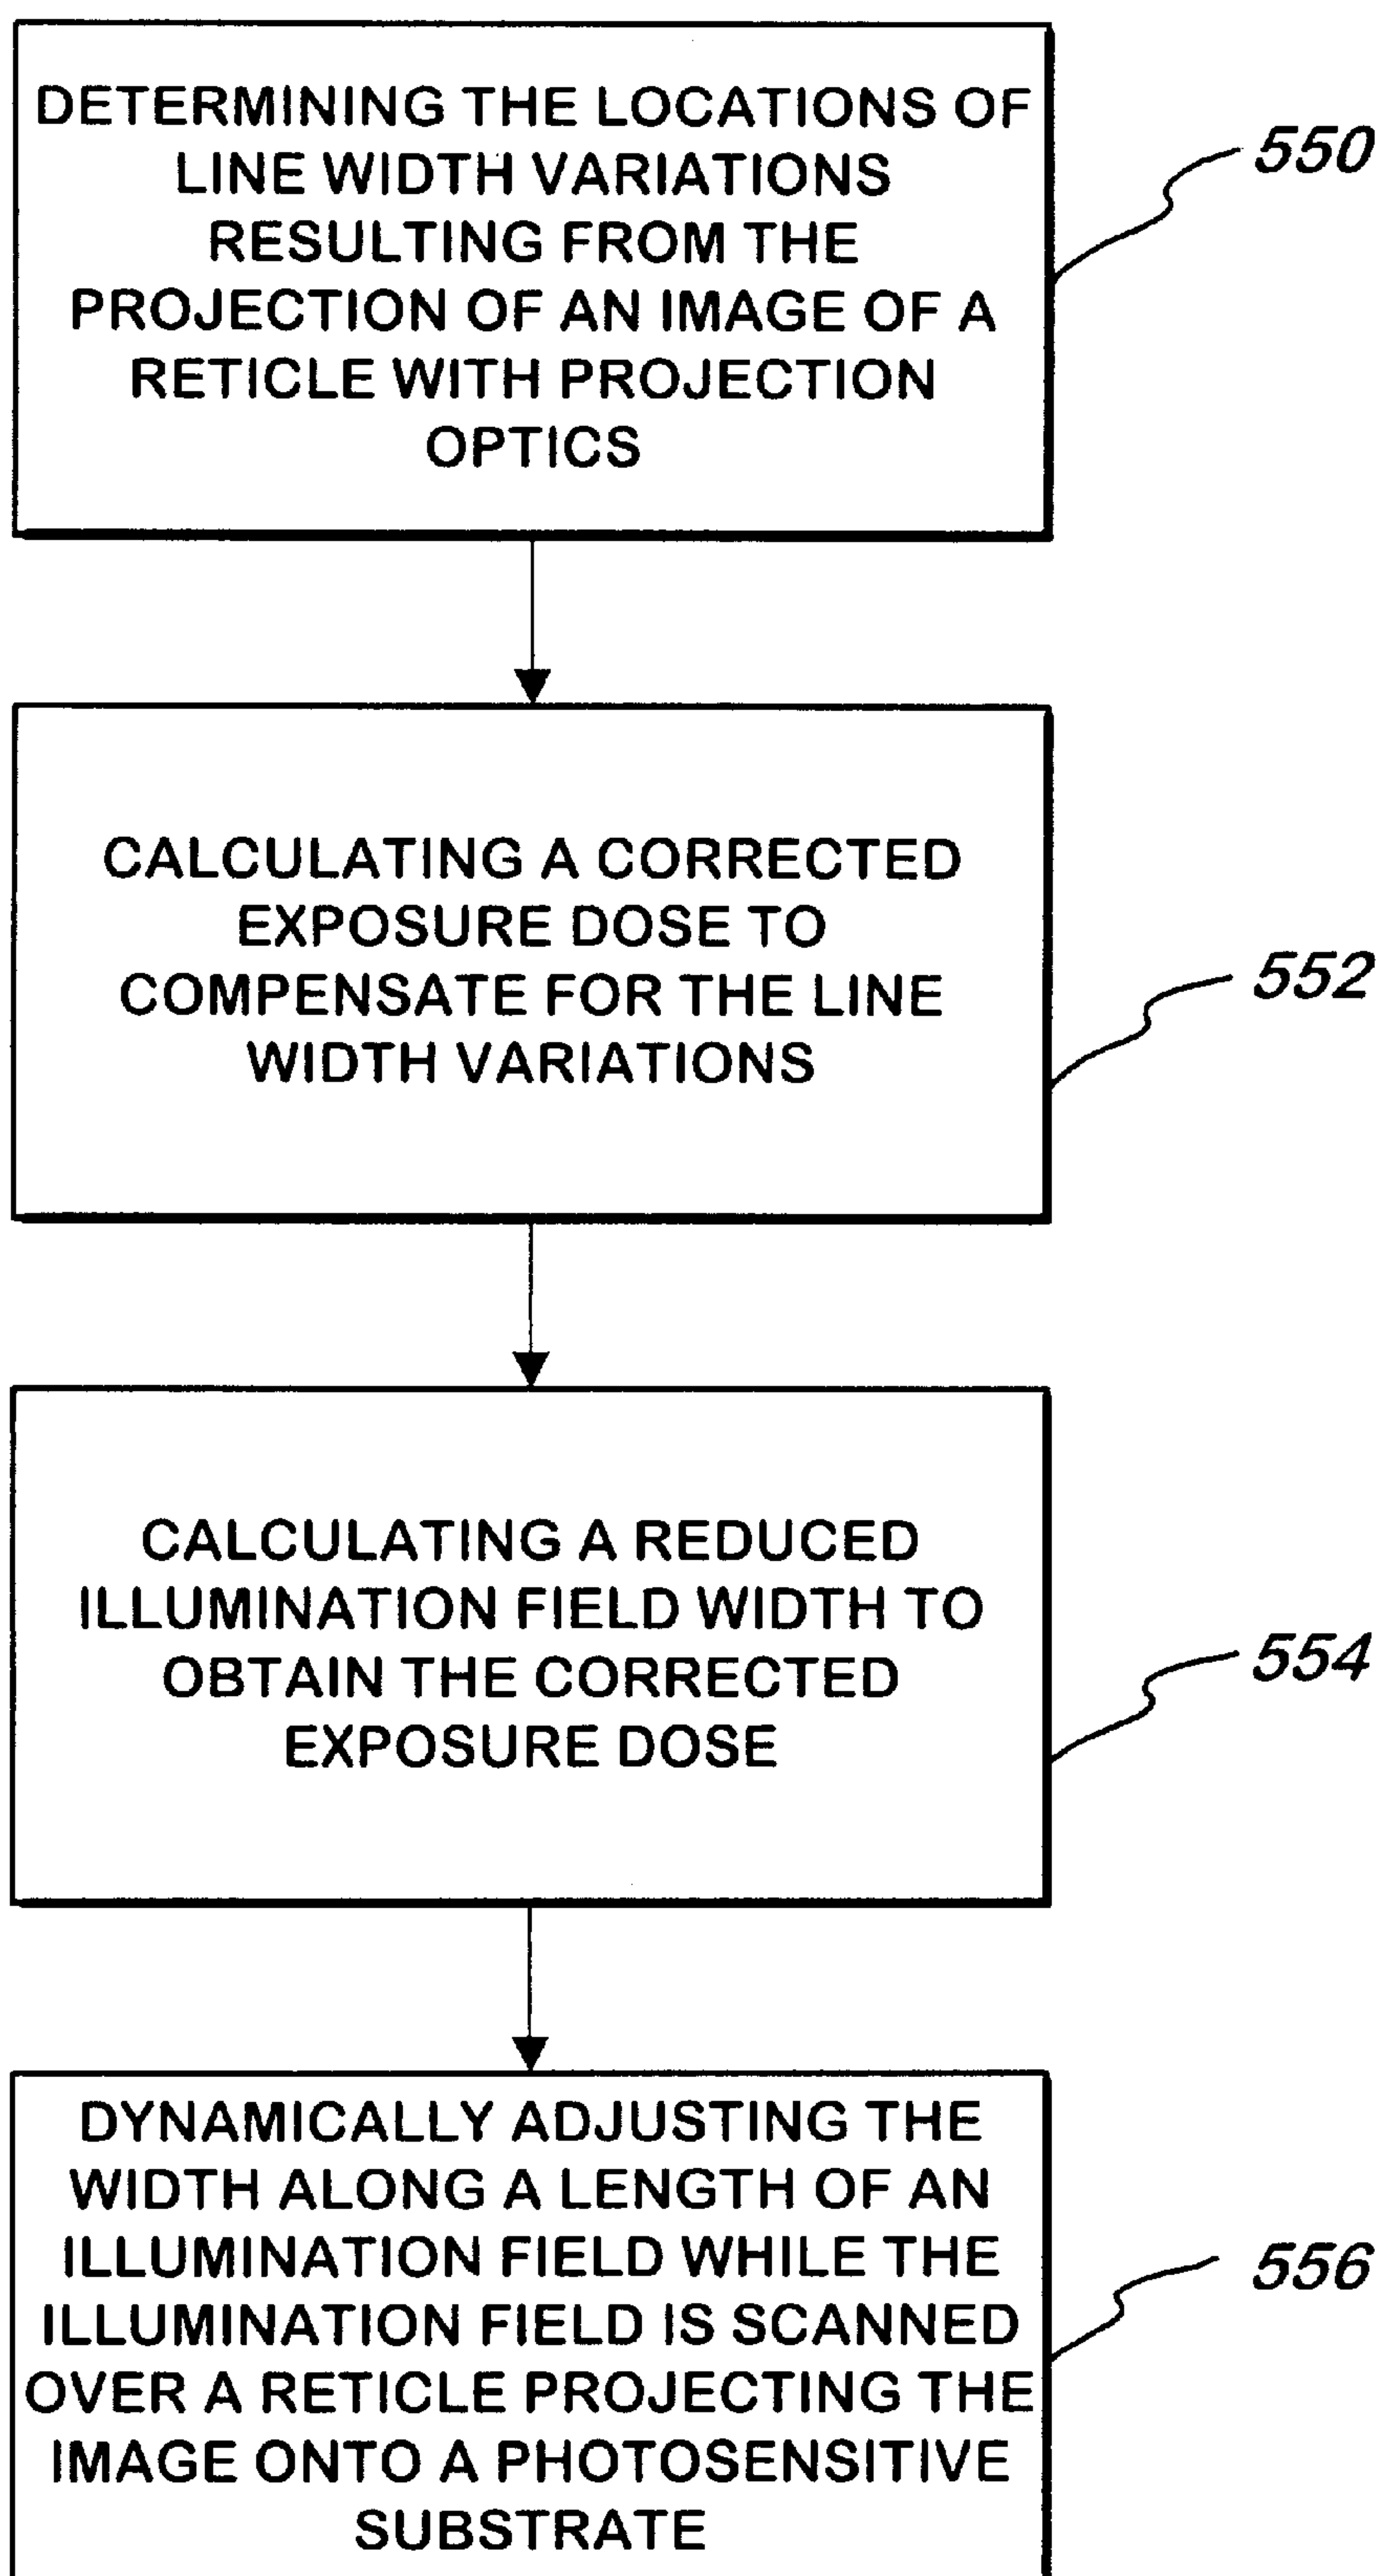 DETERMINING THE LOCATIONS OF
LINE WIDTH VARIATIONS
RESULTING FROM THE
PROJECTION OF AN IMAGE OF A
RETICLE WITH PROJECTION
OPTICS
550
CALCULATING A CORRECTED
EXPOSURE DOSE TO
COMPENSATE FOR THE LINE
WIDTH VARIATIONS
552
CALCULATING A REDUCED
ILLUMINATION FIELD WIDTH TO
OBTAIN THE CORRECTED
EXPOSURE DOSE
554
DYNAMICALLY ADJUSTING THE
WIDTH ALONG A LENGTH OF AN
ILLUMINATION FIELD WHILE THE
ILLUMINATION FIELD IS SCANNED
OVER A RETICLE PROJECTING THE
IMAGE ONTO A PHOTOSENSITIVE
SUBSTRATE
556